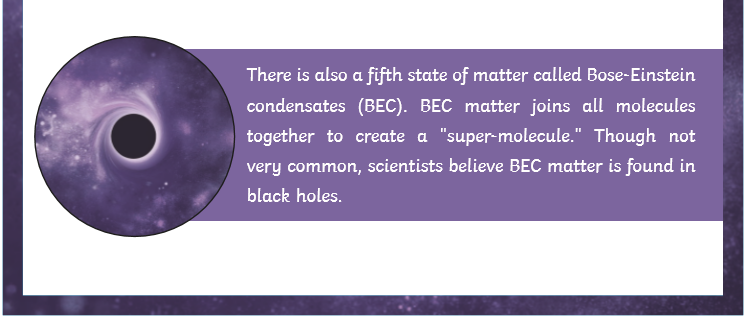 There is also a fifth state of matter called Bose-Einstein
condensates (BEC). BEC matter joins all molecules
together to create a "super-molecule." Though not
very common, scientists believe BEC matter is found in
black holes.